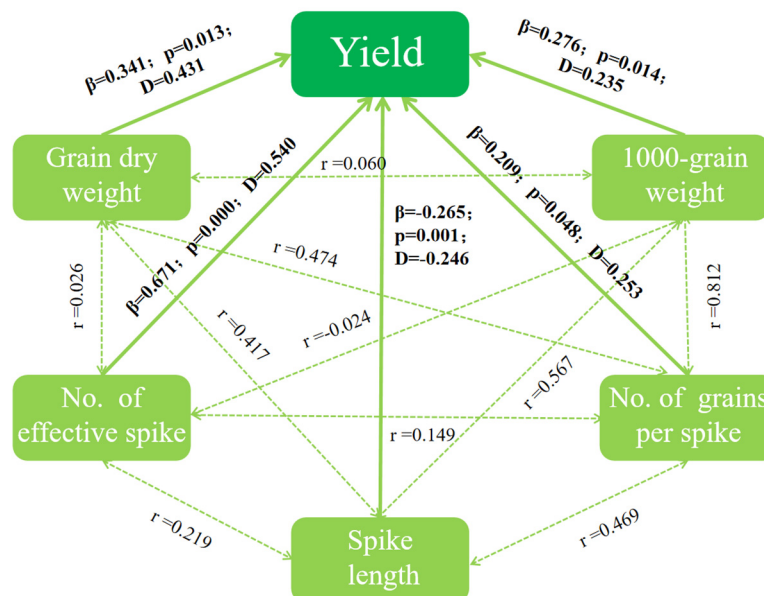 Yield
β=0.341; p=0.013;
D=0.431
β=0.276; p=0.014;
D=0.235
Grain dry
weight
1000-grain
weight
r=0.060
β=0.671; p=0.000; D=0.540
β=-0.265;
p=0.001;
D=-0.246
β=0.209; p=0.048; D=0.253
r=0.026
r=0.474
r=0.812
r=0.417
r=-0.024
r=0.567
No. of
effective spike
No. of grains
per spike
r=0.149
r=0.219
r=0.469
Spike
length